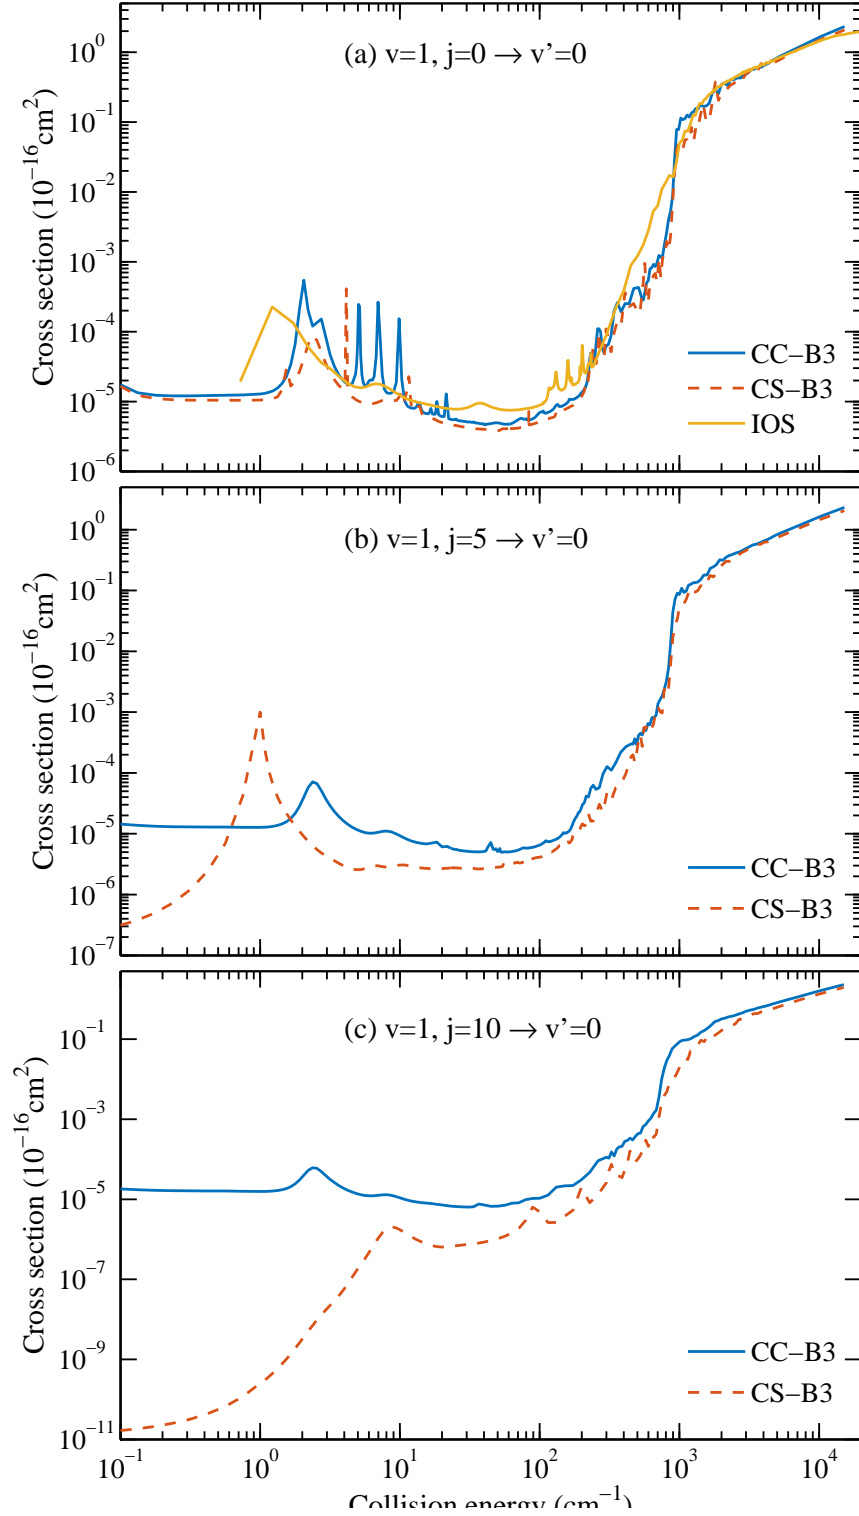 (a) v=1, j=0 → v’=0
Cross section (10⁻¹⁶cm²)
10⁰
10⁻¹
10⁻²
10⁻³
10⁻⁴
10⁻⁵
10⁻⁶
CC−B3
CS−B3
IOS
(b) v=1, j=5 → v’=0
Cross section (10⁻¹⁶cm²)
10⁰
10⁻¹
10⁻²
10⁻³
10⁻⁴
10⁻⁵
10⁻⁶
10⁻⁷
CC−B3
CS−B3
(c) v=1, j=10 → v’=0
Cross section (10⁻¹⁶cm²)
10⁻¹
10⁻³
10⁻⁵
10⁻⁷
10⁻⁹
10⁻¹¹
CC−B3
CS−B3
10⁻¹ 10⁰ 10¹ 10² 10³ 10⁴
Collision energy (cm⁻¹)